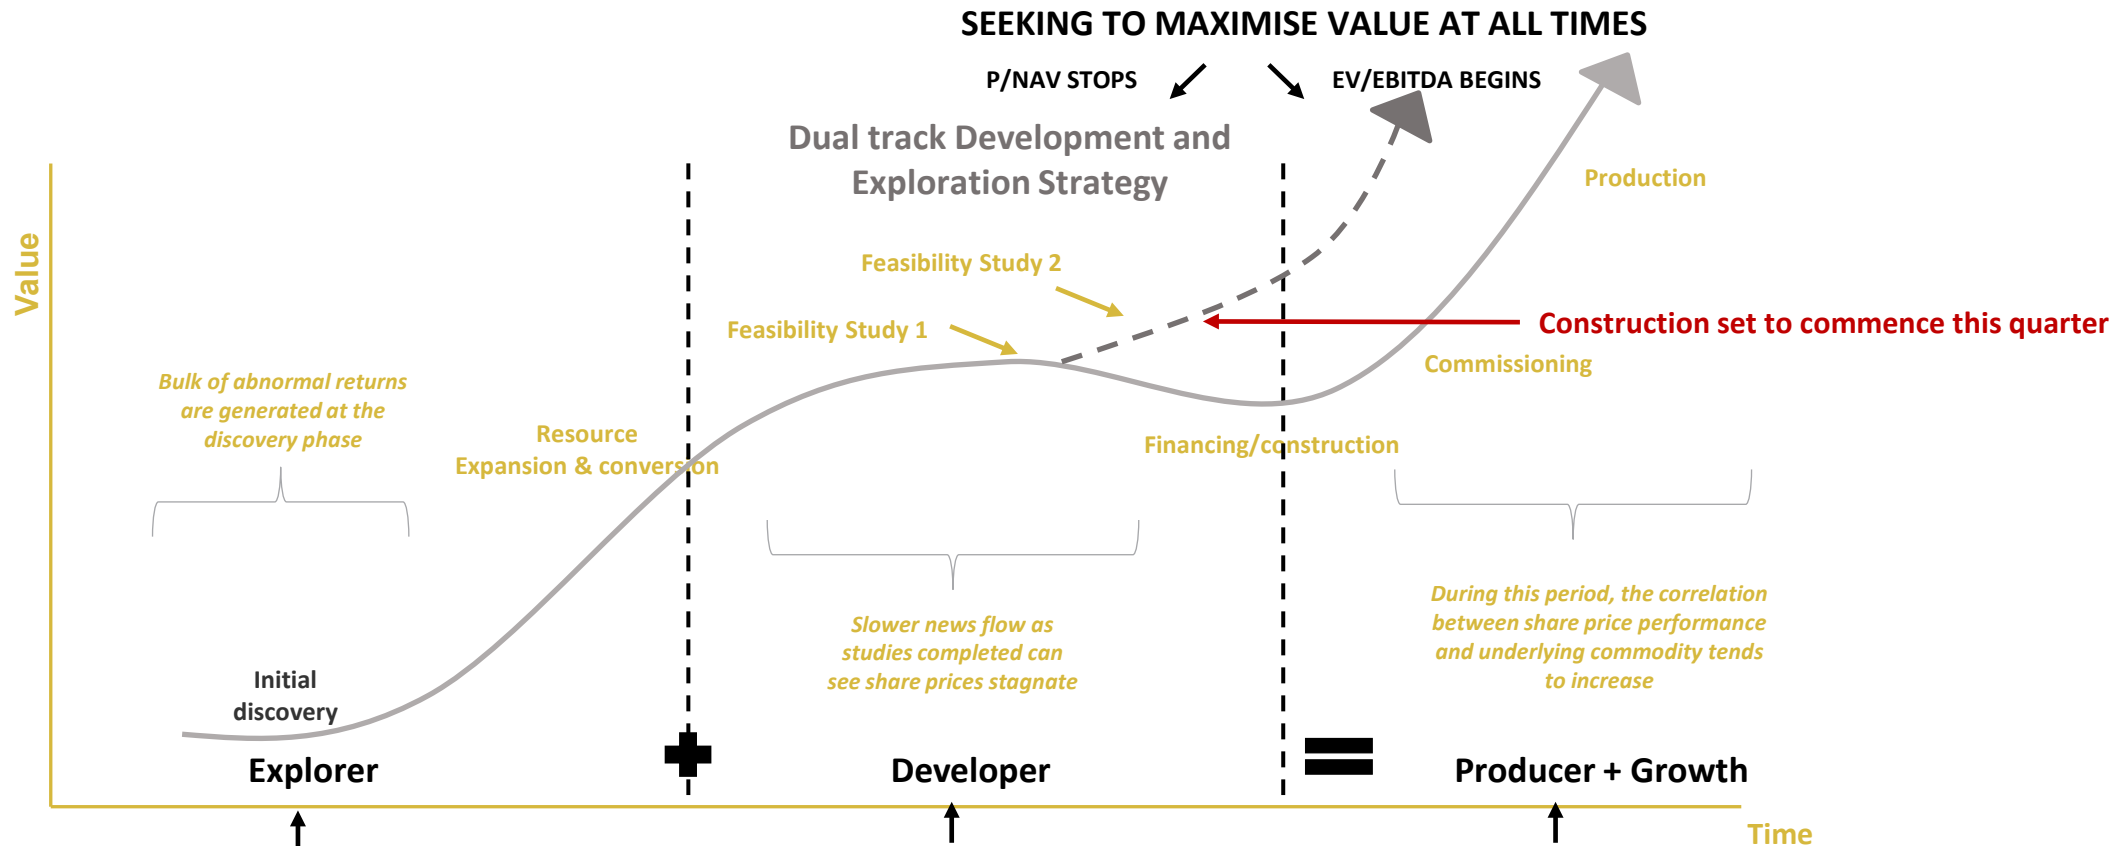 SEEKING TO MAXIMISE VALUE AT ALL TIMES
P/NAV STOPS
EV/EBITDA BEGINS
Dual track Development and
Exploration Strategy
Production
Value
Feasibility Study 2
Feasibility Study 1
Construction set to commence this quarter
Commissioning
Bulk of abnormal returns
are generated at the
discovery phase
Resource
Expansion & conversion
Financing/construction
Slower news flow as
studies completed can
see share prices stagnate
During this period, the correlation
between share price performance
and underlying commodity tends
to increase
Initial
discovery
Explorer
Developer
Producer + Growth
Time